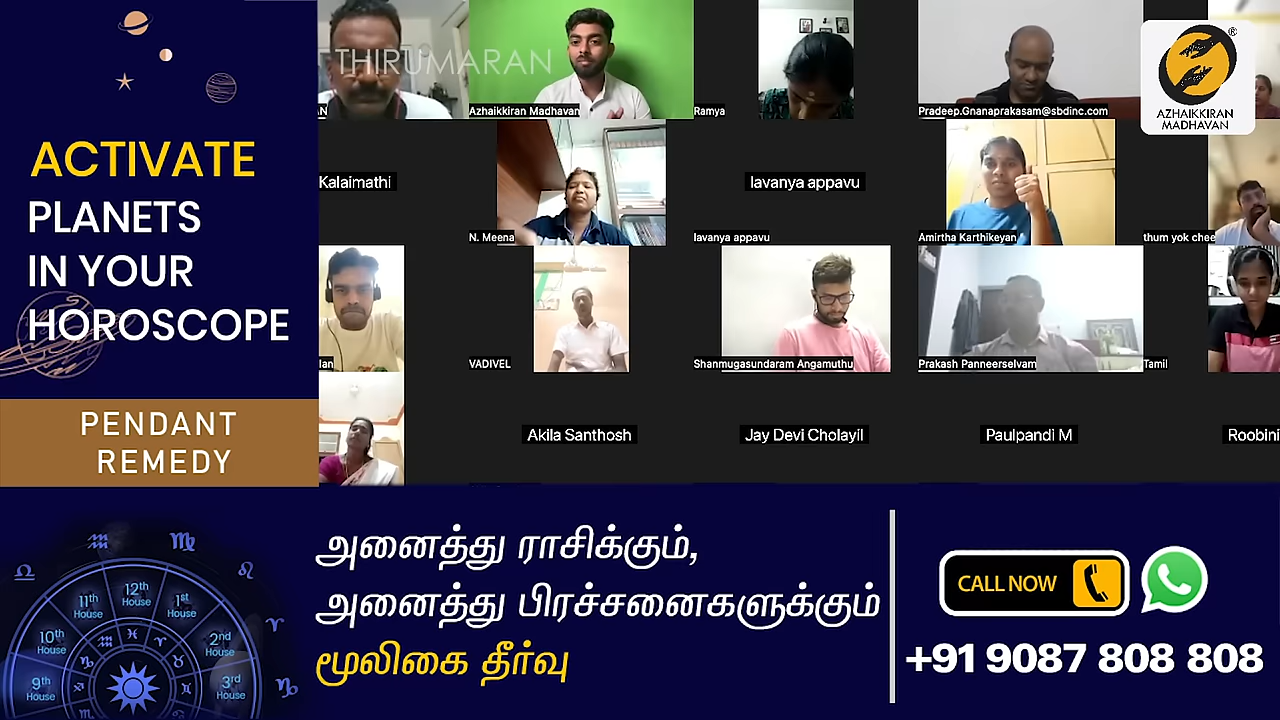 ACTIVATE
PLANETS
IN YOUR
HOROSCOPE
PENDANT
REMEDY
THIRUMARAN
AN
Azhaikkiran Madhavan
Ramya
Pradeep.Gnanaprakasam@sbdinc.com
®
AZHAIKKIRAN
MADHAVAN
Kalaimathi
lavanya appavu
N. Meena
lavanya appavu
Amirtha Karthikeyan
thum yok chee
lan
VADIVEL
Shanmugasundaram Angamuthu
Prakash Panneerselvam
Tamil
Akila Santhosh
Jay Devi Cholayil
Paulpandi M
Roobini
12th
House
11th
House
1st
House
10th
House
2nd
House
9th
House
3rd
House
அனைத்து ராசிக்கும்,
அனைத்து பிரச்சனைகளுக்கும்
மூலிகை தீர்வு
CALL NOW
+91 9087 808 808